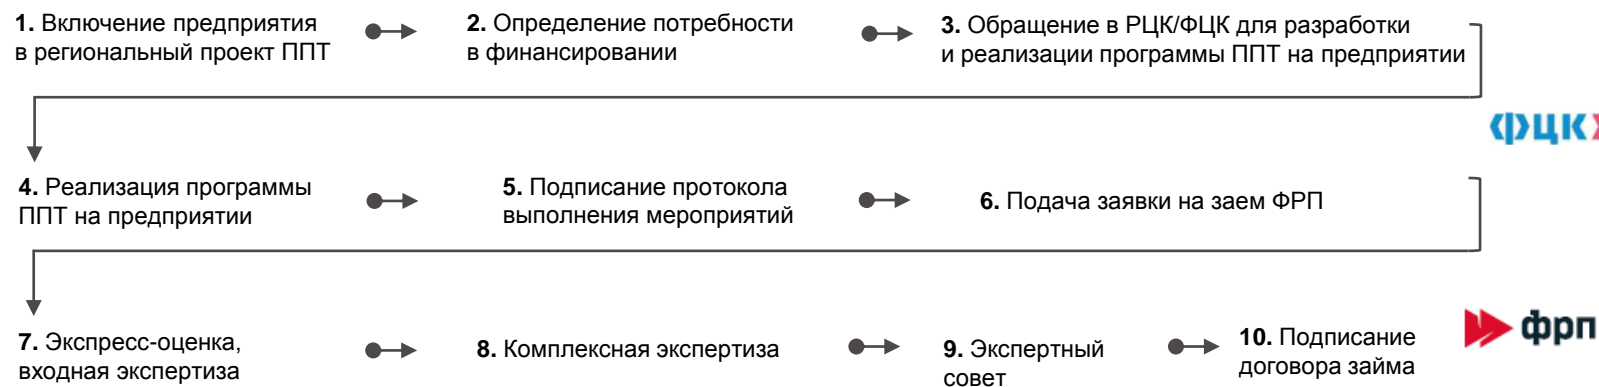 1. Включение предприятия
в региональный проект ППТ
2. Определение потребности
в финансировании
3. Обращение в РЦК/ФЦК для разработки
и реализации программы ППТ на предприятии
фцк
4. Реализация программы
ППТ на предприятии
5. Подписание протокола
выполнения мероприятий
6. Подача заявки на заем ФРП
7. Экспресс-оценка,
входная экспертиза
8. Комплексная экспертиза
9. Экспертный
совет
10. Подписание
договора займа
фрп